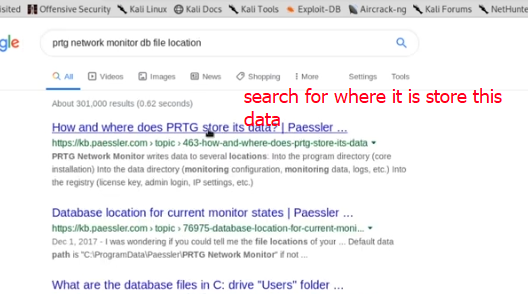 isited Offensive Security Kali Linux Kali Docs Kali Tools Exploit-DB Aircrack-ng Kali Forums NetHunte
gle prtg network monitor db file location
All Videos Images News Shopping More Settings Tools
About 301,000 results (0.62 seconds)
search for where it is store this
data
How and where does PRTG store its data? | Paessler ...
https://kb.paessler.com › topic › 463-how-and-where-does-prtg-store-its-data
PRTG Network Monitor writes data to several locations: Into the program directory (core
installation) Into the data directory (monitoring configuration, monitoring data, logs, etc.) Into
the registry (license key, admin login, IP settings, etc.)
Database location for current monitor states | Paessler ...
https://kb.paessler.com › topic › 76975-database-location-for-current-moni...
Dec 1, 2017 - I was wondering if you could tell me the file locations of your ... Default data
path is "C:\ProgramData\Paessler\PRTG Network Monitor" if not ...
What are the database files in C: drive "Users" folder ...